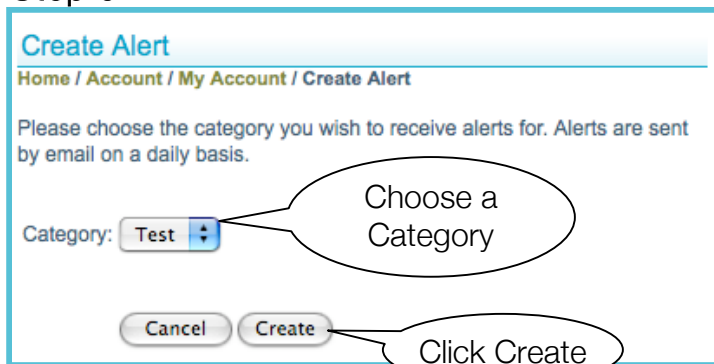 Create Alert
Home / Account / My Account / Create Alert
Please choose the category you wish to receive alerts for. Alerts are sent
by email on a daily basis.
Choose a
Category
Category: Test
Cancel Create
Click Create